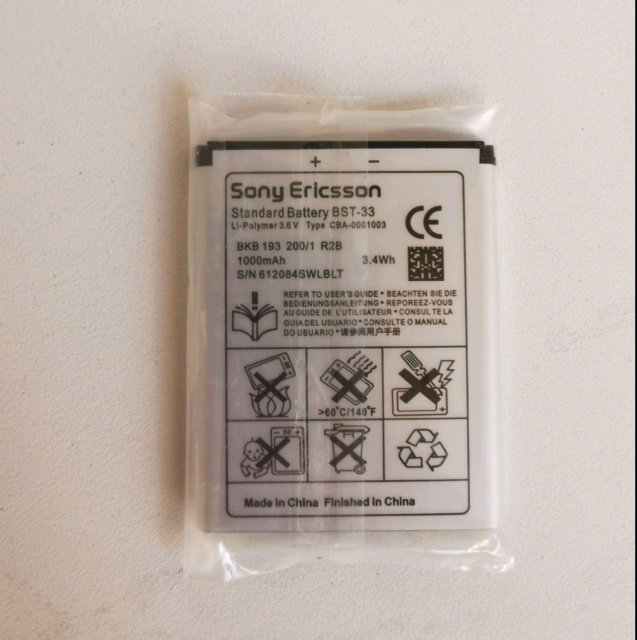 + −
Sony Ericsson
Standard Battery BST-33
Li-Polymer 3.6 V Type CBA-0001003
CE
BKB 193 200/1 R2B
1000mAh 3.4Wh
S/N 612084SWLBLT
REFER TO USER'S GUIDE * BEACHTEN SIE DIE
BEDIENUNGSANLEITUNG * REPOREEZ-VOUS
AU GUIDE DE L'UTILISATEUR * CONSULTE LA
GUIA DEL USUARIO * CONSULTE O MANUAL
DO USUARIO * 请参阅用户手册
>60°C/140°F
Made in China Finished in China